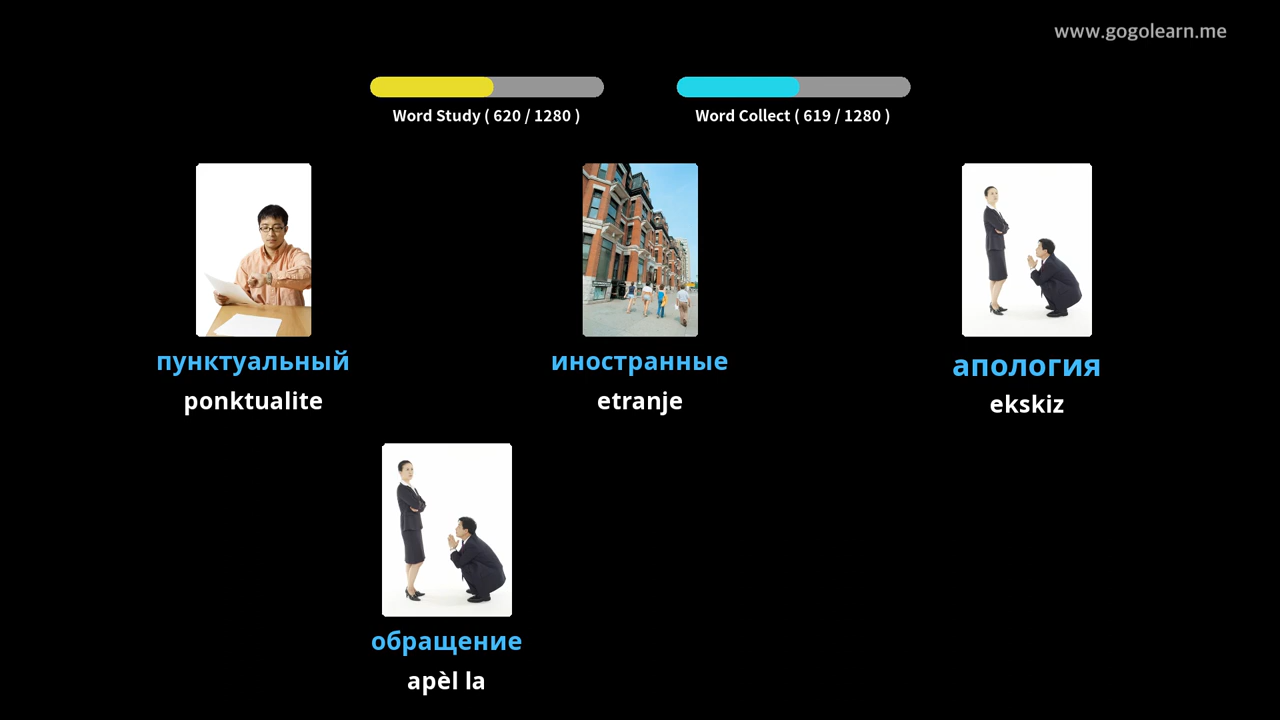 www.gogolearn.me
Word Study ( 620 / 1280 )
Word Collect ( 619 / 1280 )
пунктуальный
ponktualite
иностранные
etranje
апология
ekskiz
обращение
apèl la